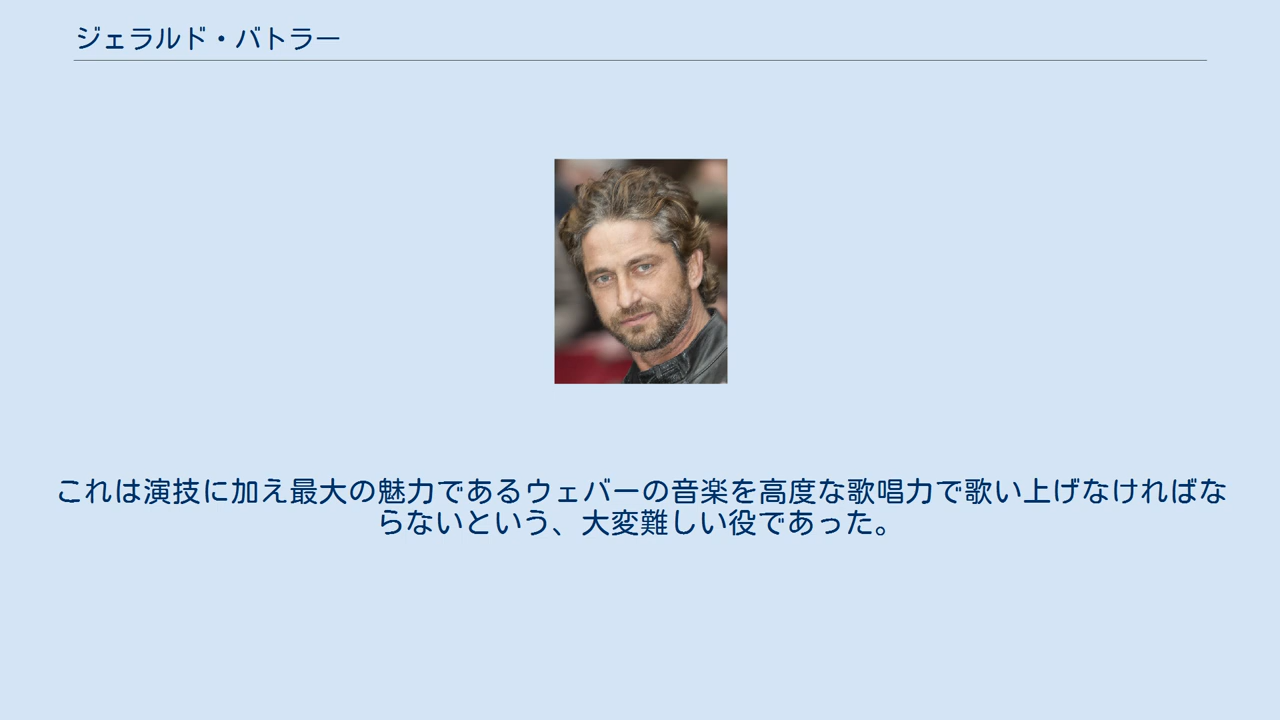 ジェラルド・バトラー
これは演技に加え最大の魅力であるウェバーの音楽を高度な歌唱力で歌い上げなければな
らないという、大変難しい役であった。